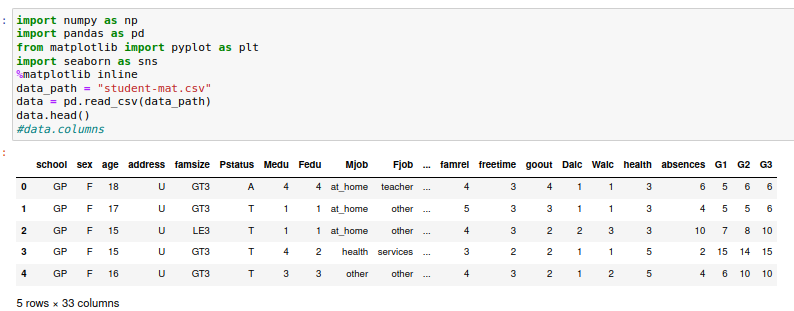 :
import numpy as np
import pandas as pd
from matplotlib import pyplot as plt
import seaborn as sns
%matplotlib inline
data_path = "student-mat.csv"
data = pd.read_csv(data_path)
data.head()
#data.columns
:
school sex age address famsize Pstatus Medu Fedu Mjob Fjob ... famrel freetime goout Dalc Walc health absences G1 G2 G3
0 GP F 18 U GT3 A 4 4 at_home teacher ... 4 3 4 1 1 3 6 5 6 6
1 GP F 17 U GT3 T 1 1 at_home other ... 5 3 3 1 1 3 4 5 5 6
2 GP F 15 U LE3 T 1 1 at_home other ... 4 3 2 2 3 3 10 7 8 10
3 GP F 15 U GT3 T 4 2 health services ... 3 2 2 1 1 5 2 15 14 15
4 GP F 16 U GT3 T 3 3 other other ... 4 3 2 1 2 5 4 6 10 10
5 rows × 33 columns